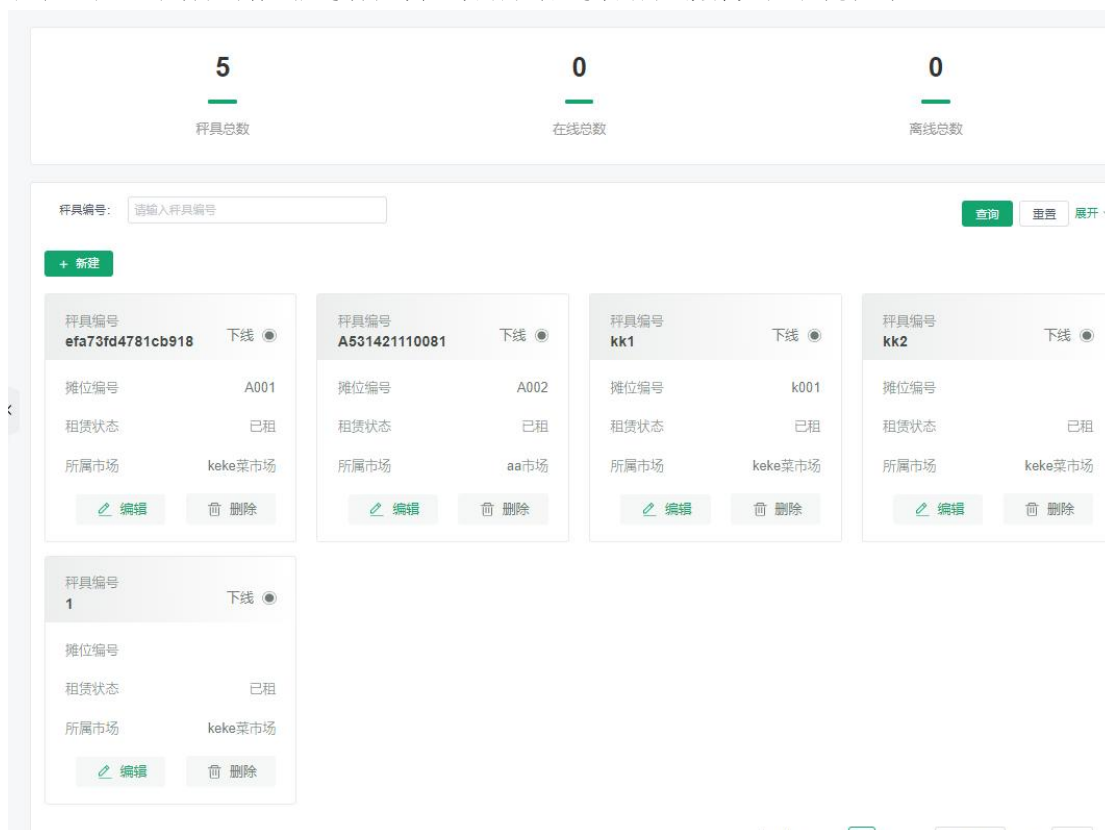 5
0
0
秤具总数
在线总数
离线总数
秤具编号: 请输入秤具编号 查询 重置 展开
+ 新建
秤具编号
efa73fd4781cb918 下线
摊位编号 A001
租赁状态 已租
所属市场 keke菜市场
编辑 删除
秤具编号
A531421110081 下线
摊位编号 A002
租赁状态 已租
所属市场 aa市场
编辑 删除
秤具编号
kk1 下线
摊位编号 k001
租赁状态 已租
所属市场 keke菜市场
编辑 删除
秤具编号
kk2 下线
摊位编号
租赁状态 已租
所属市场 keke菜市场
编辑 删除
秤具编号
1 下线
摊位编号
租赁状态 已租
所属市场 keke菜市场
编辑 删除